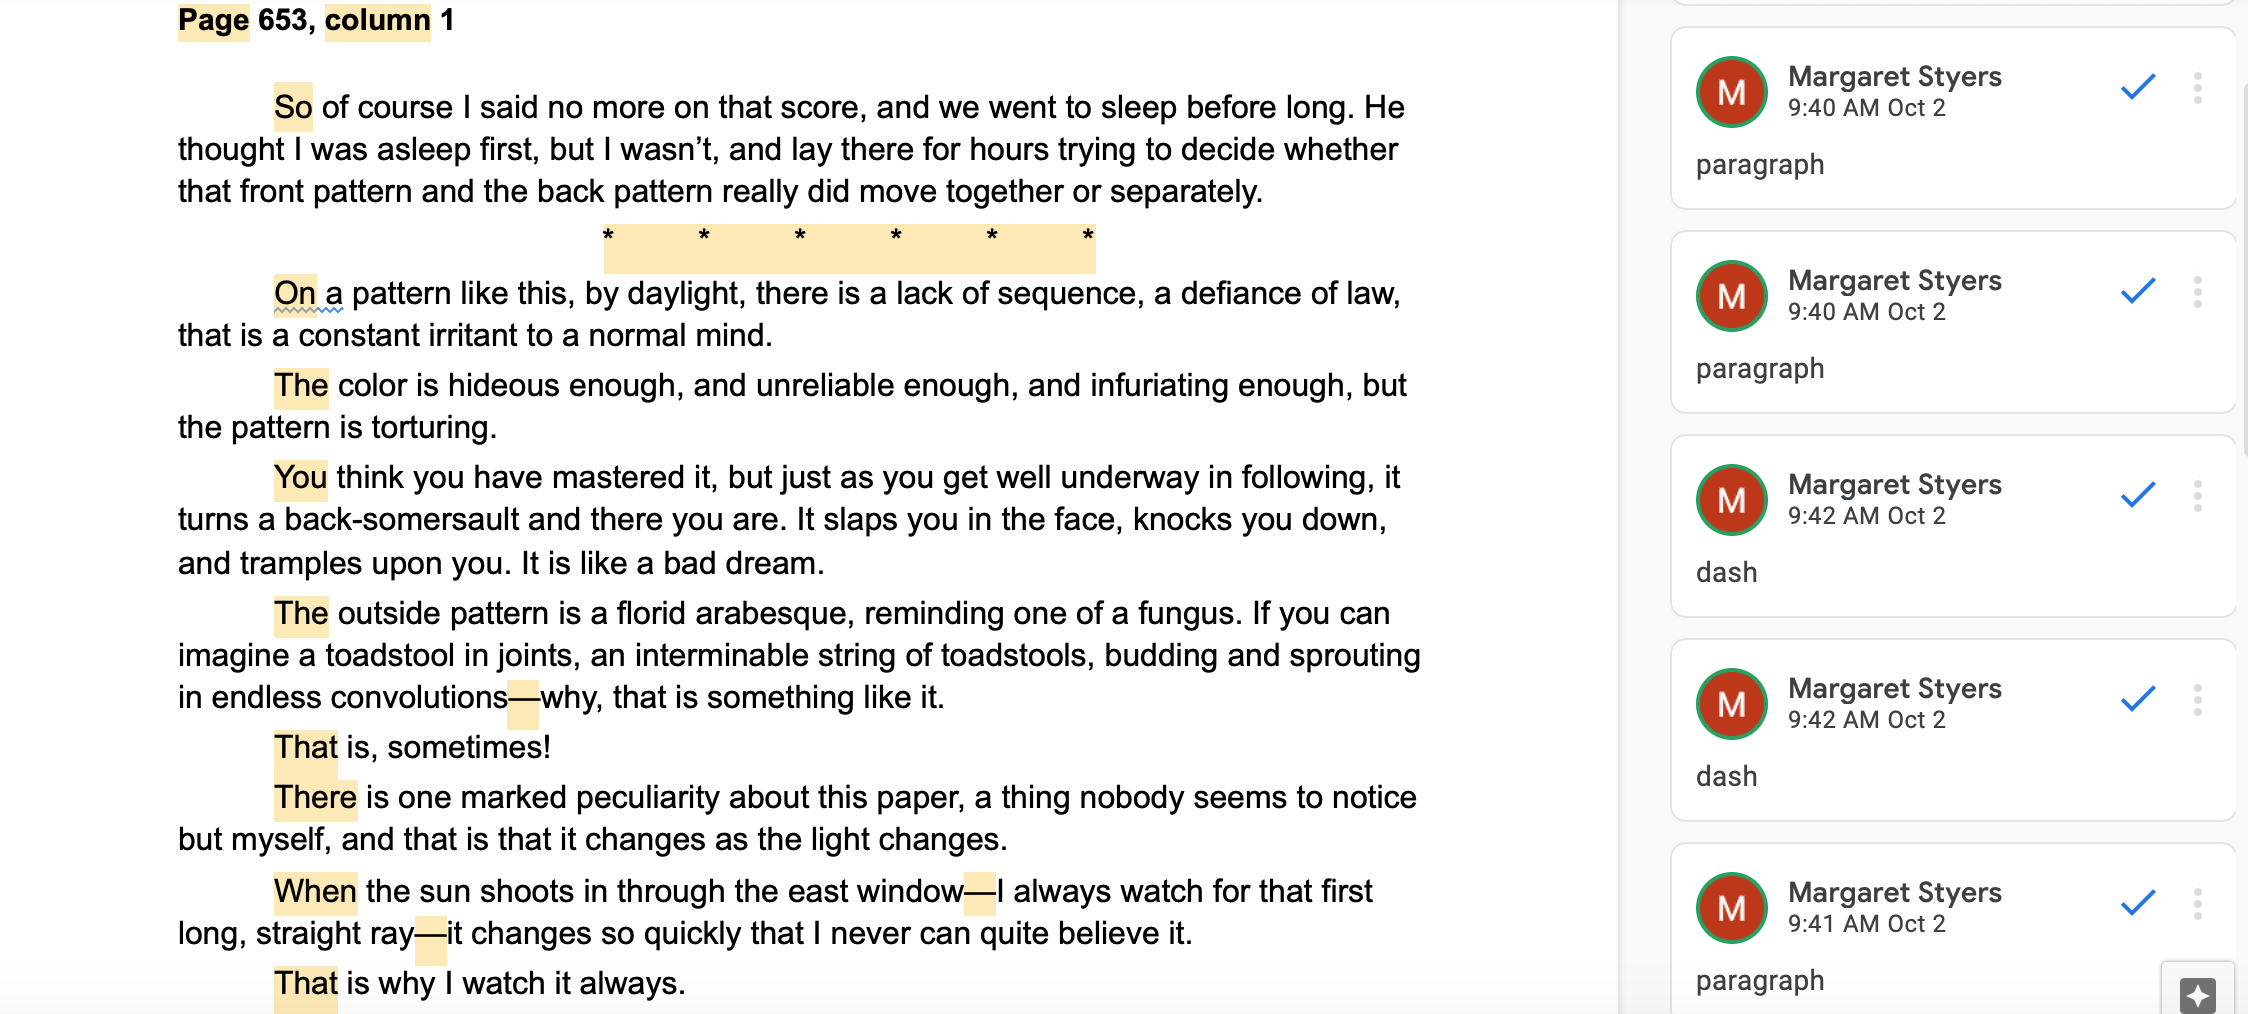 Page 653, column 1
So of course I said no more on that score, and we went to sleep before long. He
thought I was asleep first, but I wasn’t, and lay there for hours trying to decide whether
that front pattern and the back pattern really did move together or separately.
* * * * * *
On a pattern like this, by daylight, there is a lack of sequence, a defiance of law,
that is a constant irritant to a normal mind.
The color is hideous enough, and unreliable enough, and infuriating enough, but
the pattern is torturing.
You think you have mastered it, but just as you get well underway in following, it
turns a back-somersault and there you are. It slaps you in the face, knocks you down,
and tramples upon you. It is like a bad dream.
The outside pattern is a florid arabesque, reminding one of a fungus. If you can
imagine a toadstool in joints, an interminable string of toadstools, budding and sprouting
in endless convolutions—why, that is something like it.
That is, sometimes!
There is one marked peculiarity about this paper, a thing nobody seems to notice
but myself, and that is that it changes as the light changes.
When the sun shoots in through the east window—I always watch for that first
long, straight ray—it changes so quickly that I never can quite believe it.
That is why I watch it always.
M
Margaret Styers
9:40 AM Oct 2
paragraph
M
Margaret Styers
9:40 AM Oct 2
paragraph
M
Margaret Styers
9:42 AM Oct 2
dash
M
Margaret Styers
9:42 AM Oct 2
dash
M
Margaret Styers
9:41 AM Oct 2
paragraph